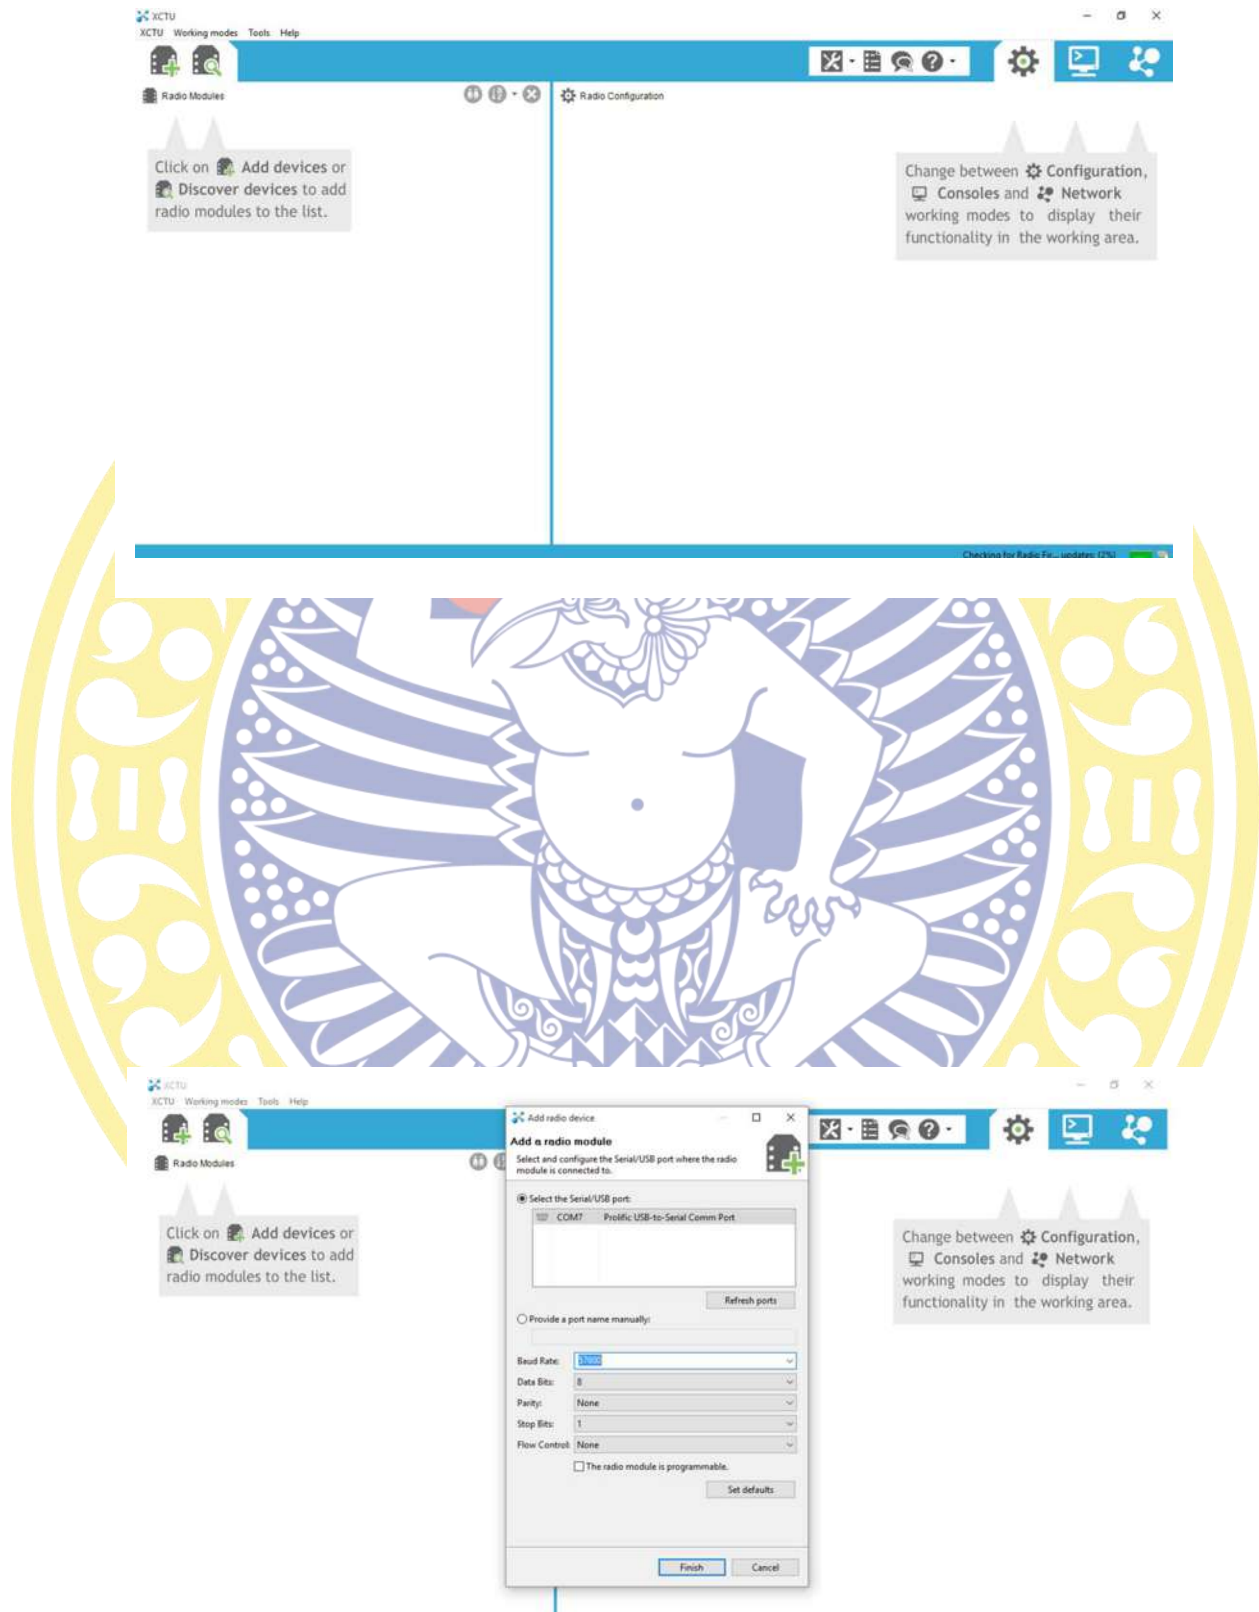 XCTU
XCTU Working modes Tools Help
Radio Modules
Radio Configuration
Click on Add devices or
Discover devices to add
radio modules to the list.
Change between Configuration,
Consoles and Network
working modes to display their
functionality in the working area.
Checking for Radio Fir... updates: (2%)
XCTU
XCTU Working modes Tools Help
Radio Modules
Click on Add devices or
Discover devices to add
radio modules to the list.
Add radio device
Add a radio module
Select and configure the Serial/USB port where the radio
module is connected to.
Select the Serial/USB port:
COM7 Prolific USB-to-Serial Comm Port
Refresh ports
Provide a port name manually:
Baud Rate: 57600
Data Bits: 8
Parity: None
Stop Bits: 1
Flow Control: None
The radio module is programmable.
Set defaults
Finish Cancel
Change between Configuration,
Consoles and Network
working modes to display their
functionality in the working area.